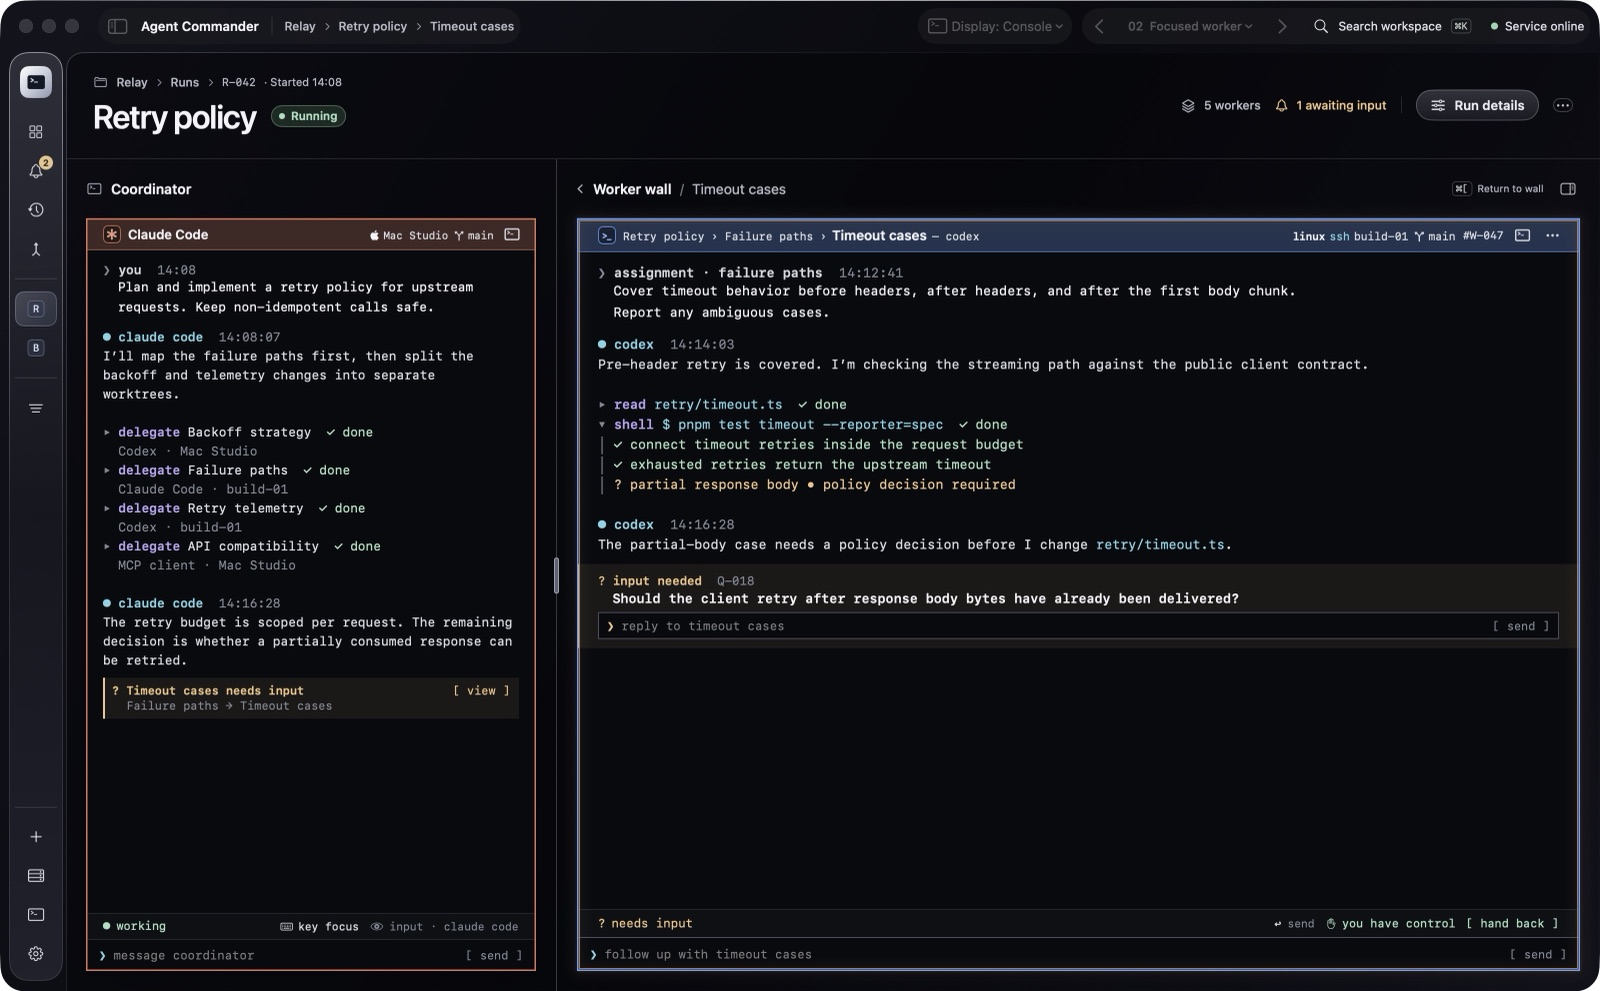 Agent Commander
Relay › Retry policy › Timeout cases
Display: Console
02 Focused worker
Search workspace ⌘K
Service online
Relay › Runs › R-042 · Started 14:08
Retry policy
Running
5 workers
1 awaiting input
Run details
2
R
B
Coordinator
Claude Code
Mac Studio main
❯ you 14:08
Plan and implement a retry policy for upstream
requests. Keep non-idempotent calls safe.
● claude code 14:08:07
I’ll map the failure paths first, then split the
backoff and telemetry changes into separate
worktrees.
▸ delegate Backoff strategy ✓ done
Codex · Mac Studio
▸ delegate Failure paths ✓ done
Claude Code · build-01
▸ delegate Retry telemetry ✓ done
Codex · build-01
▸ delegate API compatibility ✓ done
MCP client · Mac Studio
● claude code 14:16:28
The retry budget is scoped per request. The remaining
decision is whether a partially consumed response can
be retried.
? Timeout cases needs input [ view ]
Failure paths → Timeout cases
● working
key focus
input · claude code
❯ message coordinator [ send ]
Worker wall / Timeout cases
⌘[ Return to wall
Retry policy › Failure paths › Timeout cases — codex
linux ssh build-01 main #W-047
❯ assignment · failure paths 14:12:41
Cover timeout behavior before headers, after headers, and after the first body chunk.
Report any ambiguous cases.
● codex 14:14:03
Pre-header retry is covered. I’m checking the streaming path against the public client contract.
▸ read retry/timeout.ts ✓ done
▾ shell $ pnpm test timeout --reporter=spec ✓ done
✓ connect timeout retries inside the request budget
✓ exhausted retries return the upstream timeout
? partial response body • policy decision required
● codex 14:16:28
The partial-body case needs a policy decision before I change retry/timeout.ts.
? input needed Q-018
Should the client retry after response body bytes have already been delivered?
❯ reply to timeout cases [ send ]
? needs input
↩ send
you have control [ hand back ]
❯ follow up with timeout cases [ send ]